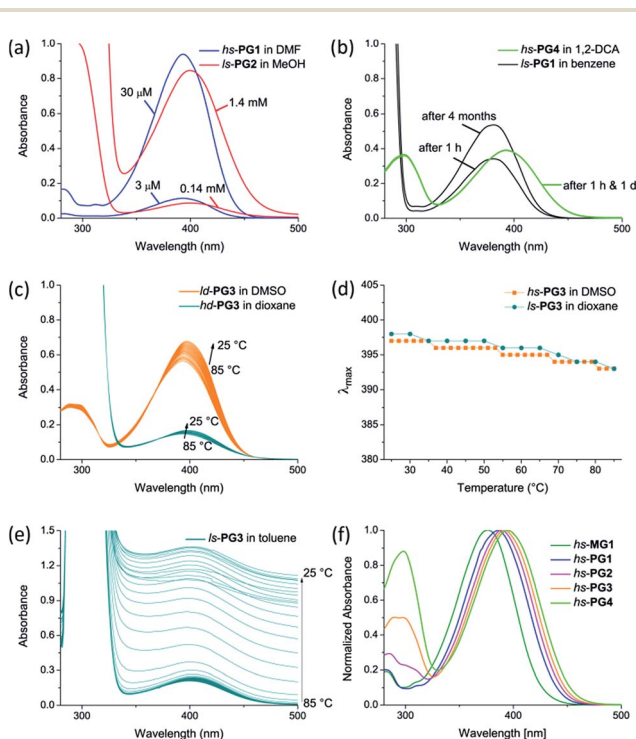 (a)
hs-PG1 in DMF
ls-PG2 in MeOH
30 µM
1.4 mM
3 µM
0.14 mM
Absorbance
1.0
0.8
0.6
0.4
0.2
0.0
300
400
500
Wavelength (nm)
(b)
hs-PG4 in 1,2-DCA
ls-PG1 in benzene
after 4 months
after 1 h
after 1 h & 1 d
Absorbance
1.0
0.8
0.6
0.4
0.2
0.0
300
400
500
Wavelength (nm)
(c)
ld-PG3 in DMSO
hd-PG3 in dioxane
25 °C
85 °C
25 °C
85 °C
Absorbance
1.0
0.8
0.6
0.4
0.2
0.0
300
400
500
Wavelength (nm)
(d)
hs-PG3 in DMSO
ls-PG3 in dioxane
λmax
405
400
395
390
385
380
30
40
50
60
70
80
Temperature (°C)
(e)
ls-PG3 in toluene
25 °C
85 °C
Absorbance
1.5
1.2
0.9
0.6
0.3
0.0
300
400
500
Wavelength (nm)
(f)
hs-MG1
hs-PG1
hs-PG2
hs-PG3
hs-PG4
Normalized Absorbance
1.0
0.8
0.6
0.4
0.2
0.0
300
400
500
Wavelength [nm]